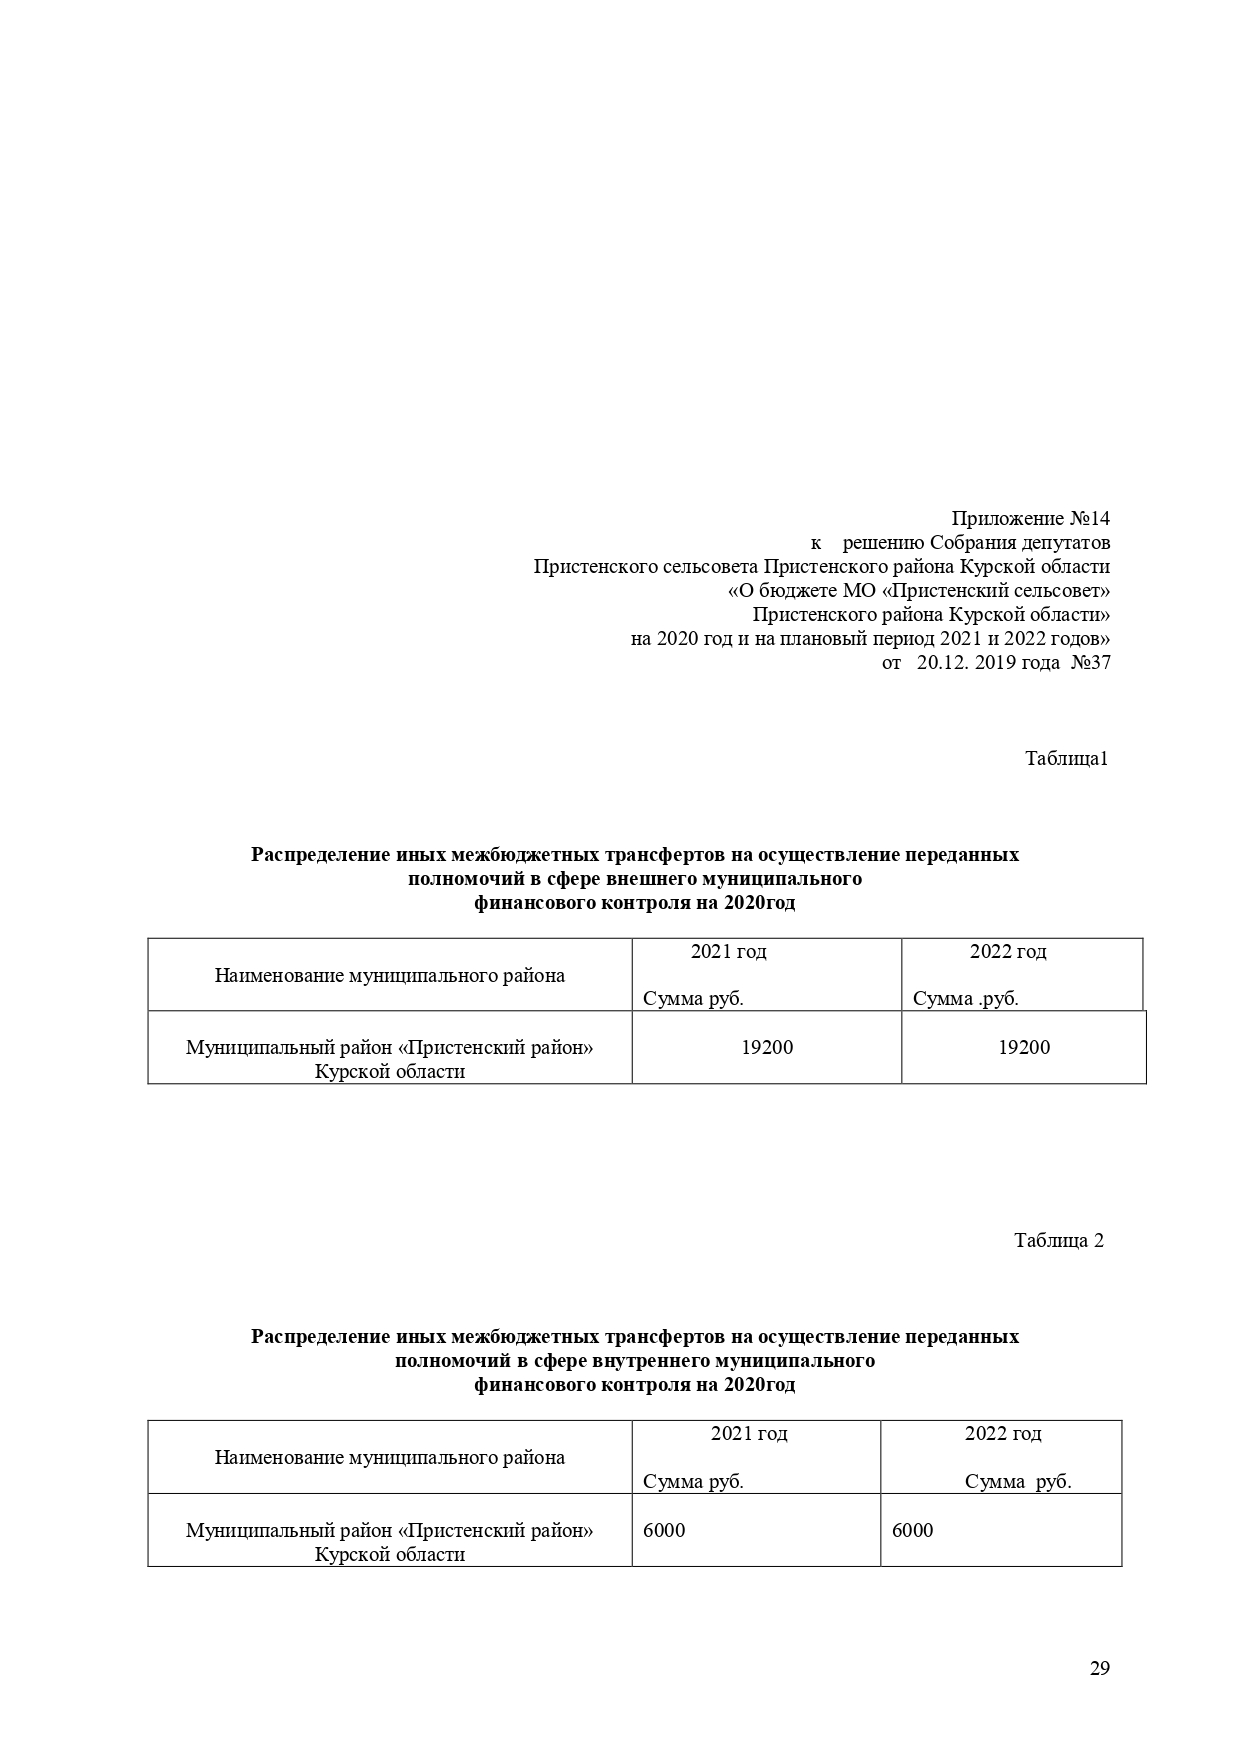 Приложение №14
к решению Собрания депутатов
Пристенского сельсовета Пристенского района Курской области
«О бюджете МО «Пристенский сельсовет»
Пристенского района Курской области»
на 2020 год и на плановый период 2021 и 2022 годов»
от 20.12. 2019 года №37
Таблица1
Распределение иных межбюджетных трансфертов на осуществление переданных
полномочий в сфере внешнего муниципального
финансового контроля на 2020год
Наименование муниципального района
2021 год
Сумма руб.
2022 год
Сумма .руб.
Муниципальный район «Пристенский район»
Курской области
19200
19200
Таблица 2
Распределение иных межбюджетных трансфертов на осуществление переданных
полномочий в сфере внутреннего муниципального
финансового контроля на 2020год
Наименование муниципального района
2021 год
Сумма руб.
2022 год
Сумма руб.
Муниципальный район «Пристенский район»
Курской области
6000
6000
29